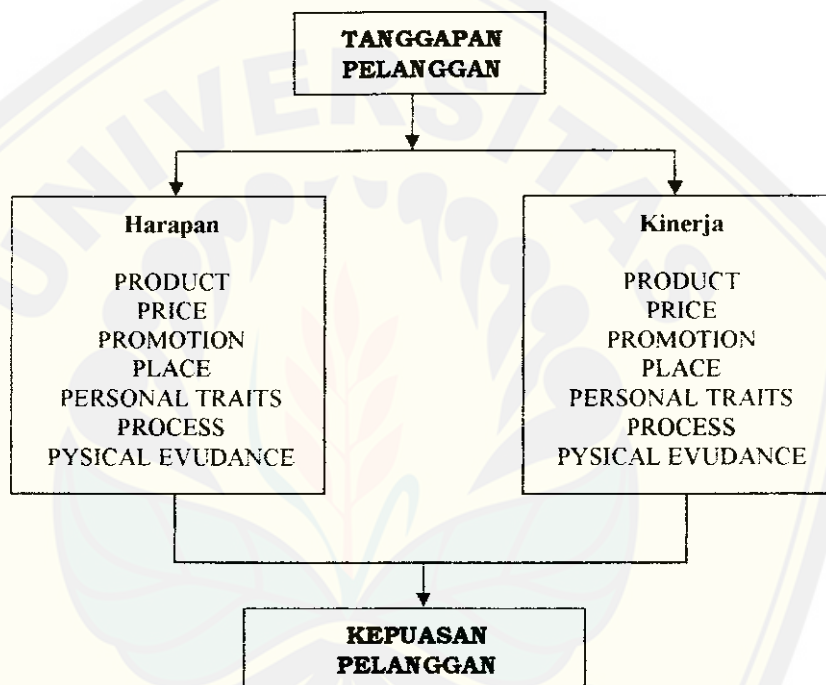 TANGGAPAN
PELANGGAN
Harapan
PRODUCT
PRICE
PROMOTION
PLACE
PERSONAL TRAITS
PROCESS
PYSICAL EVUDANCE
Kinerja
PRODUCT
PRICE
PROMOTION
PLACE
PERSONAL TRAITS
PROCESS
PYSICAL EVUDANCE
KEPUASAN
PELANGGAN
UNIVERSITAS